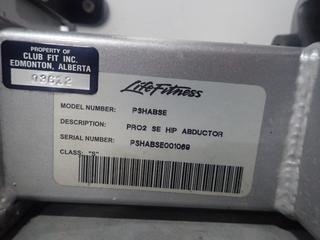 PROPERTY OF
CLUB FIT INC.
EDMONTON, ALBERTA
03822
LifeFitness
MODEL NUMBER: PSHABSE
DESCRIPTION: PRO2 SE HIP ABDUCTOR
SERIAL NUMBER: PSHABSE001069
CLASS: "S"